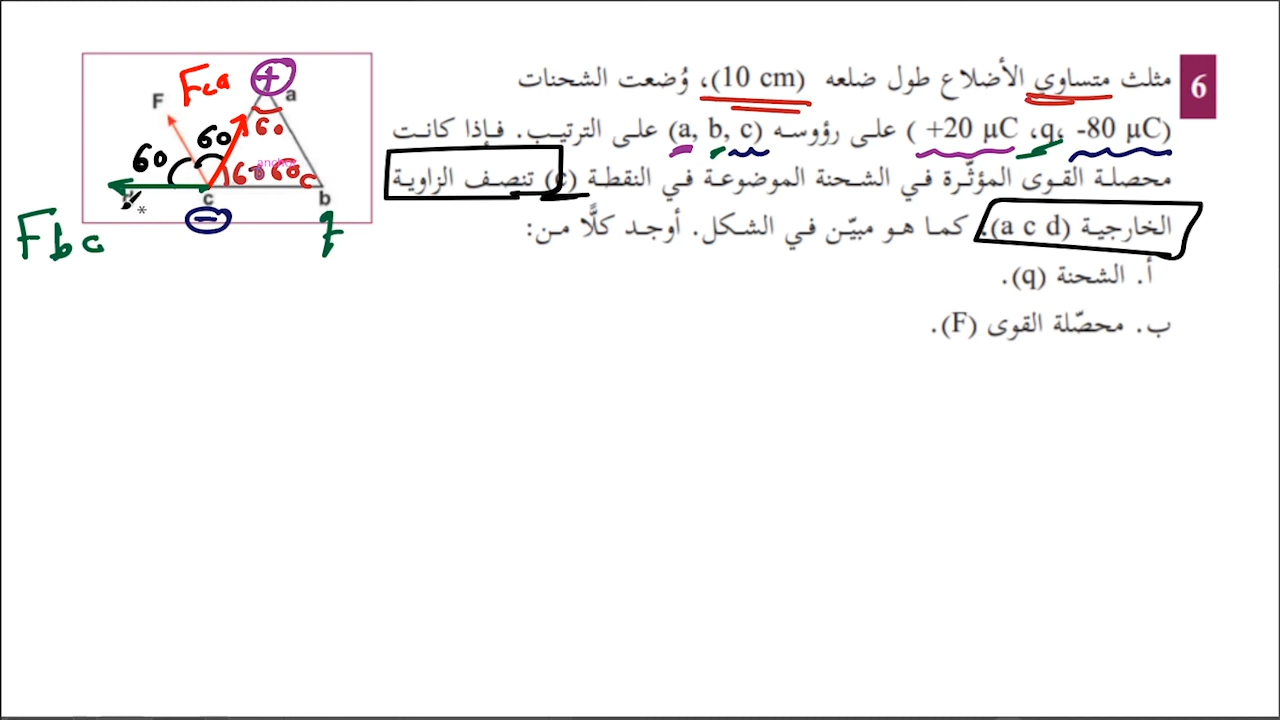 6
مثلث متساوي الأضلاع طول ضلعه (10 cm)، وُضعت الشحنات
(+20 µC ،q، -80 µC) على رؤوسه (a, b, c) على الترتيب. فإذا كانت
محصلة القوى المؤثّرة في الشحنة الموضوعة في النقطة (c) تنصف الزاوية
الخارجية (a c d). كما هو مبيّن في الشكل. أوجد كلًّا من:
أ. الشحنة (q).
ب. محصّلة القوى (F).
Fca
+
a
F
60
60
60
60 60
c
b
-
Fbc